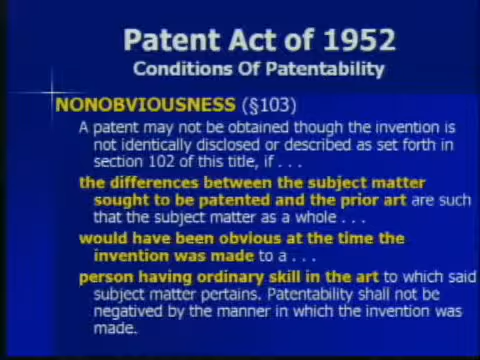 Patent Act of 1952
Conditions Of Patentability
NONOBVIOUSNESS (§103)
A patent may not be obtained though the invention is
not identically disclosed or described as set forth in
section 102 of this title, if . . .
the differences between the subject matter
sought to be patented and the prior art are such
that the subject matter as a whole . . .
would have been obvious at the time the
invention was made to a . . .
person having ordinary skill in the art to which said
subject matter pertains. Patentability shall not be
negatived by the manner in which the invention was
made.